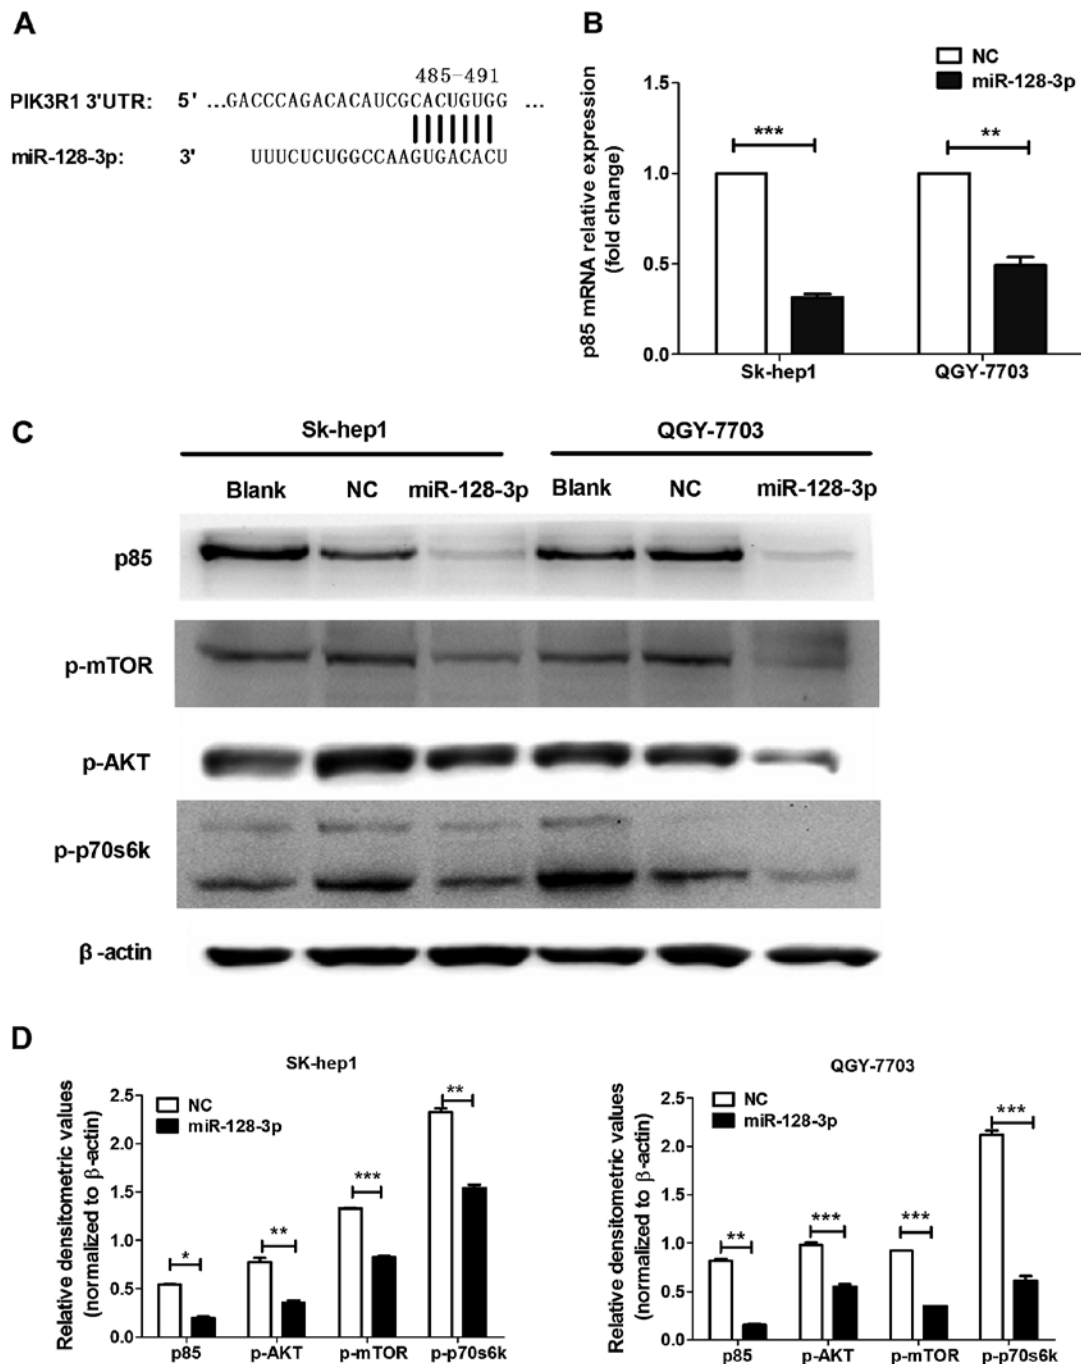 A
485-491
PIK3R1 3'UTR: 5' ...GACCCAGACACAUCGCACUGUGG ...
miR-128-3p: 3' UUUCUCUGGCCAAGUGACACU
B
NC
miR-128-3p
p85 mRNA relative expression
(fold change)
1.5
1.0
0.5
0.0
***
**
Sk-hep1
QGY-7703
C
Sk-hep1 QGY-7703
Blank NC miR-128-3p Blank NC miR-128-3p
p85
p-mTOR
p-AKT
p-p70s6k
β-actin
D
SK-hep1
NC
miR-128-3p
Relative densitometric values
(normalized to β-actin)
2.5
2.0
1.5
1.0
0.5
0.0
*
**
***
**
p85 p-AKT p-mTOR p-p70s6k
QGY-7703
NC
miR-128-3p
Relative densitometric values
(normalized to β-actin)
2.5
2.0
1.5
1.0
0.5
0.0
**
***
***
***
p85 p-AKT p-mTOR p-p70s6k